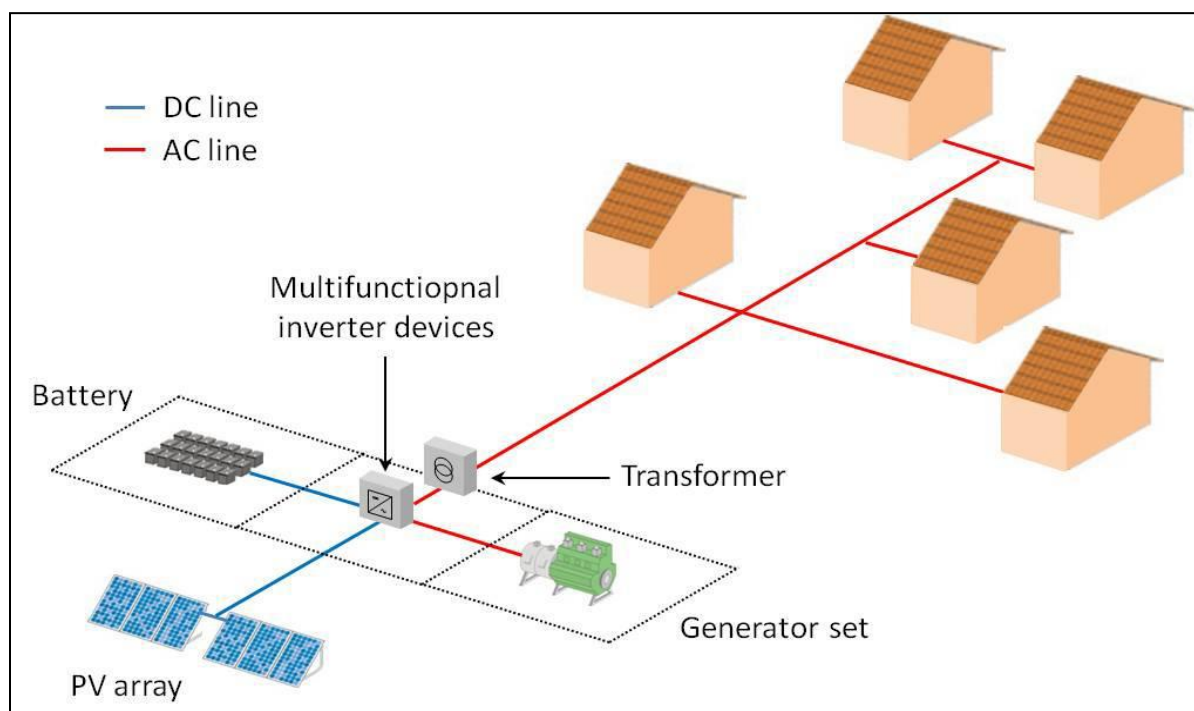 DC line
AC line
Multifunctiopnal
inverter devices
Battery
Transformer
Generator set
PV array